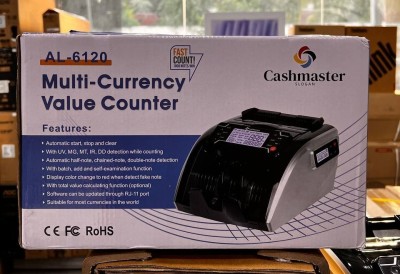 AL-6120
FAST
COUNT!
Cashmaster
SLOGAN
Multi-Currency
Value Counter
Features:
• Automatic start, stop and clear
• With UV, MG, MT, IR, DD detection while counting
• Automatic half-note, chained-note, double-note detection
• With batch, add and self-examination function
• Display color change to red when detect fake note
• With total value calculating function (optional)
• Software can be updated through RJ-11 port
• Suitable for most currencies in the world
CE FC RoHS